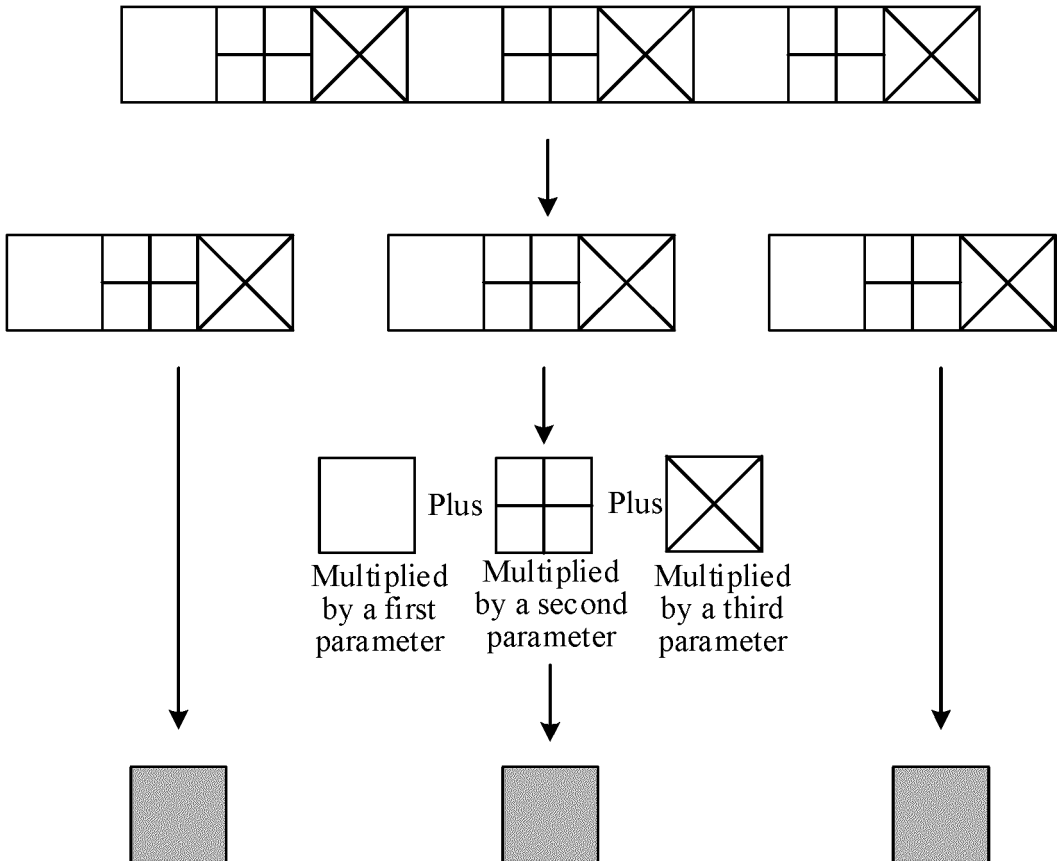 Plus
Plus
Multiplied
by a first
parameter
Multiplied
by a second
parameter
Multiplied
by a third
parameter